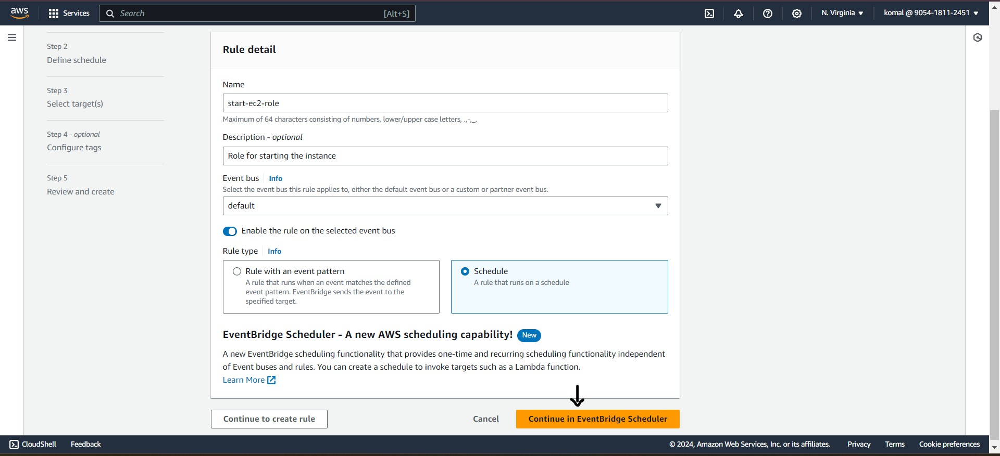 aws
Services
Search
[Alt+S]
N. Virginia
komal @ 9054-1811-2451
Step 2
Define schedule
Step 3
Select target(s)
Step 4 - optional
Configure tags
Step 5
Review and create
Rule detail
Name
start-ec2-role
Maximum of 64 characters consisting of numbers, lower/upper case letters, .,-,_.
Description - optional
Role for starting the instance
Event bus
Info
Select the event bus this rule applies to, either the default event bus or a custom or partner event bus.
default
Enable the rule on the selected event bus
Rule type
Info
Rule with an event pattern
A rule that runs when an event matches the defined
event pattern. EventBridge sends the event to the
specified target.
Schedule
A rule that runs on a schedule
EventBridge Scheduler - A new AWS scheduling capability!
New
A new EventBridge scheduling functionality that provides one-time and recurring scheduling functionality independent
of Event buses and rules. You can create a schedule to invoke targets such as a Lambda function.
Learn More
Continue to create rule
Cancel
Continue in EventBridge Scheduler
CloudShell
Feedback
© 2024, Amazon Web Services, Inc. or its affiliates.
Privacy
Terms
Cookie preferences